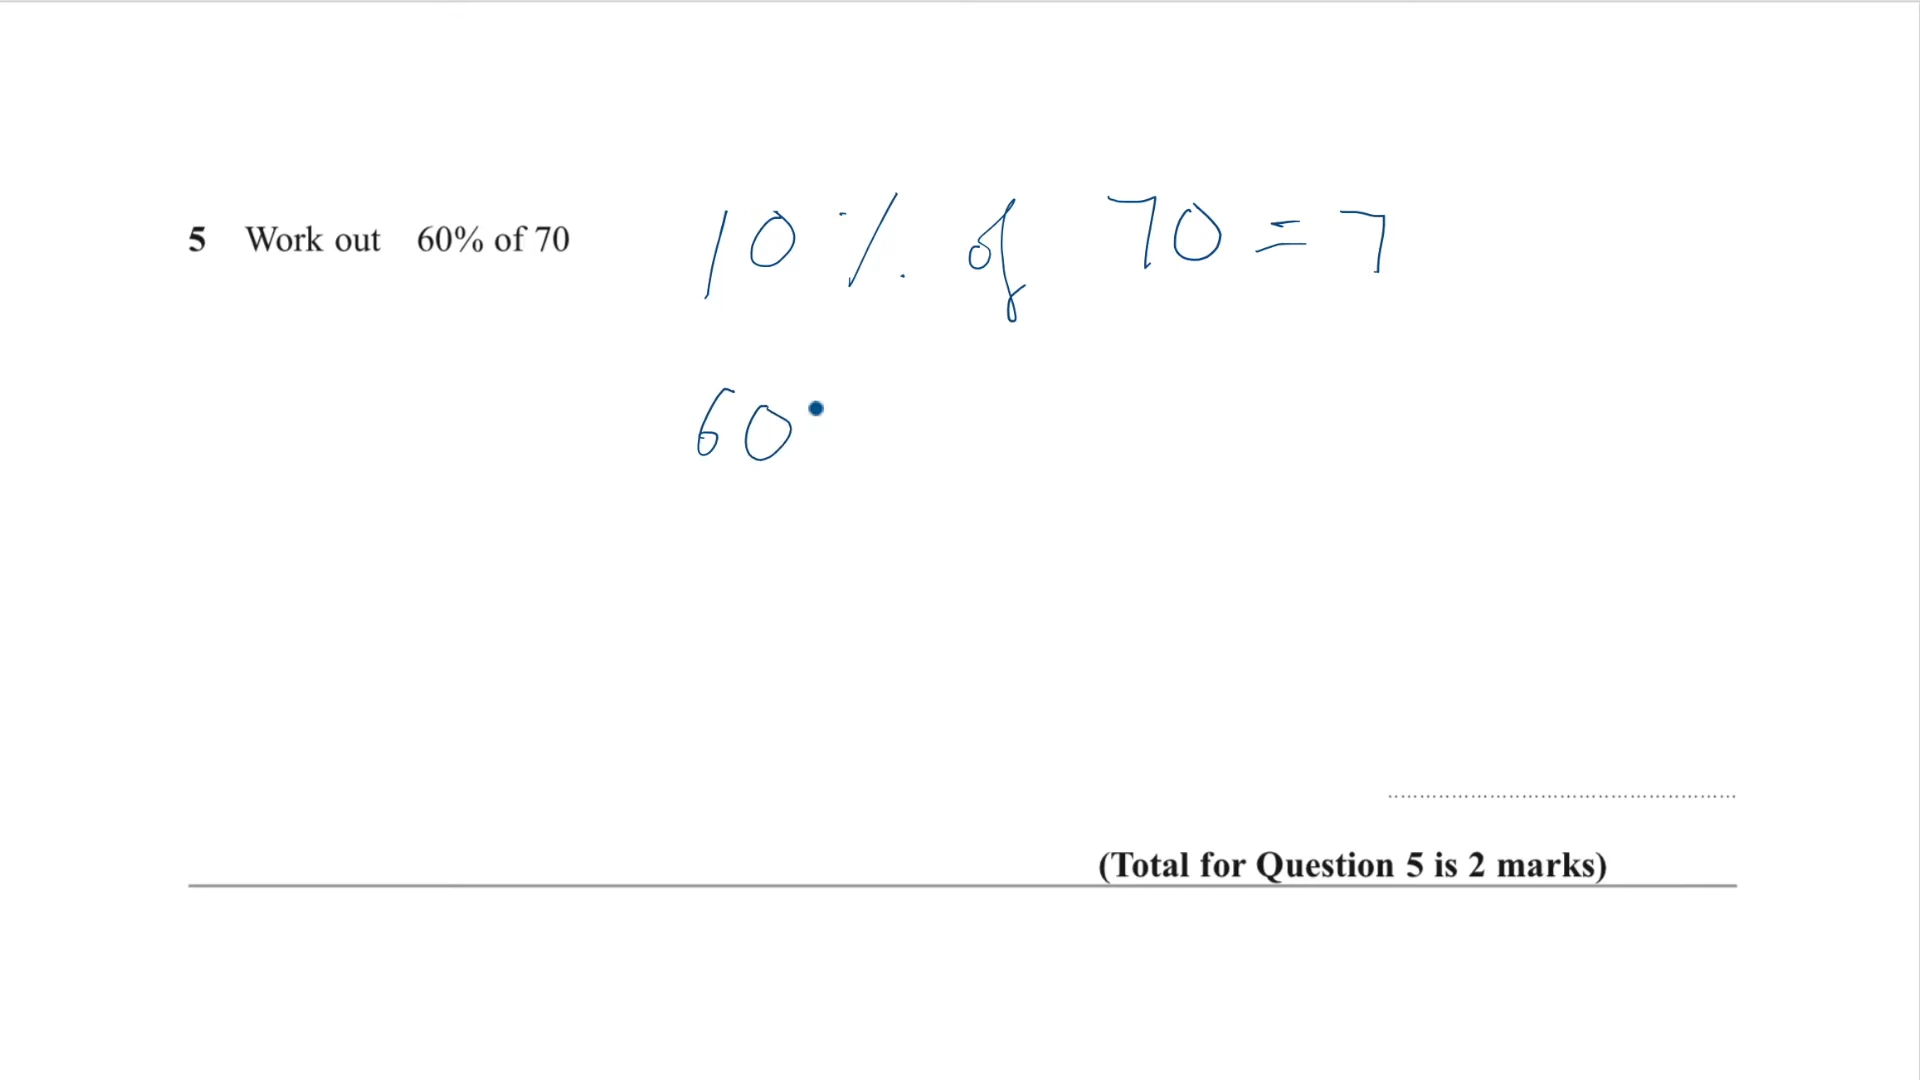 5 Work out 60% of 70
10% of 70 = 7
60
(Total for Question 5 is 2 marks)